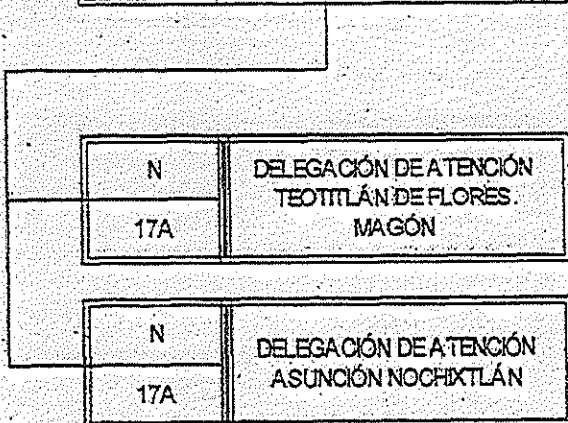 N
17A
DELEGACIÓN DE ATENCIÓN
TEOTITLÁN DE FLORES.
MAGÓN
N
17A
DELEGACIÓN DE ATENCIÓN
ASUNCIÓN NOCHIXTLÁN